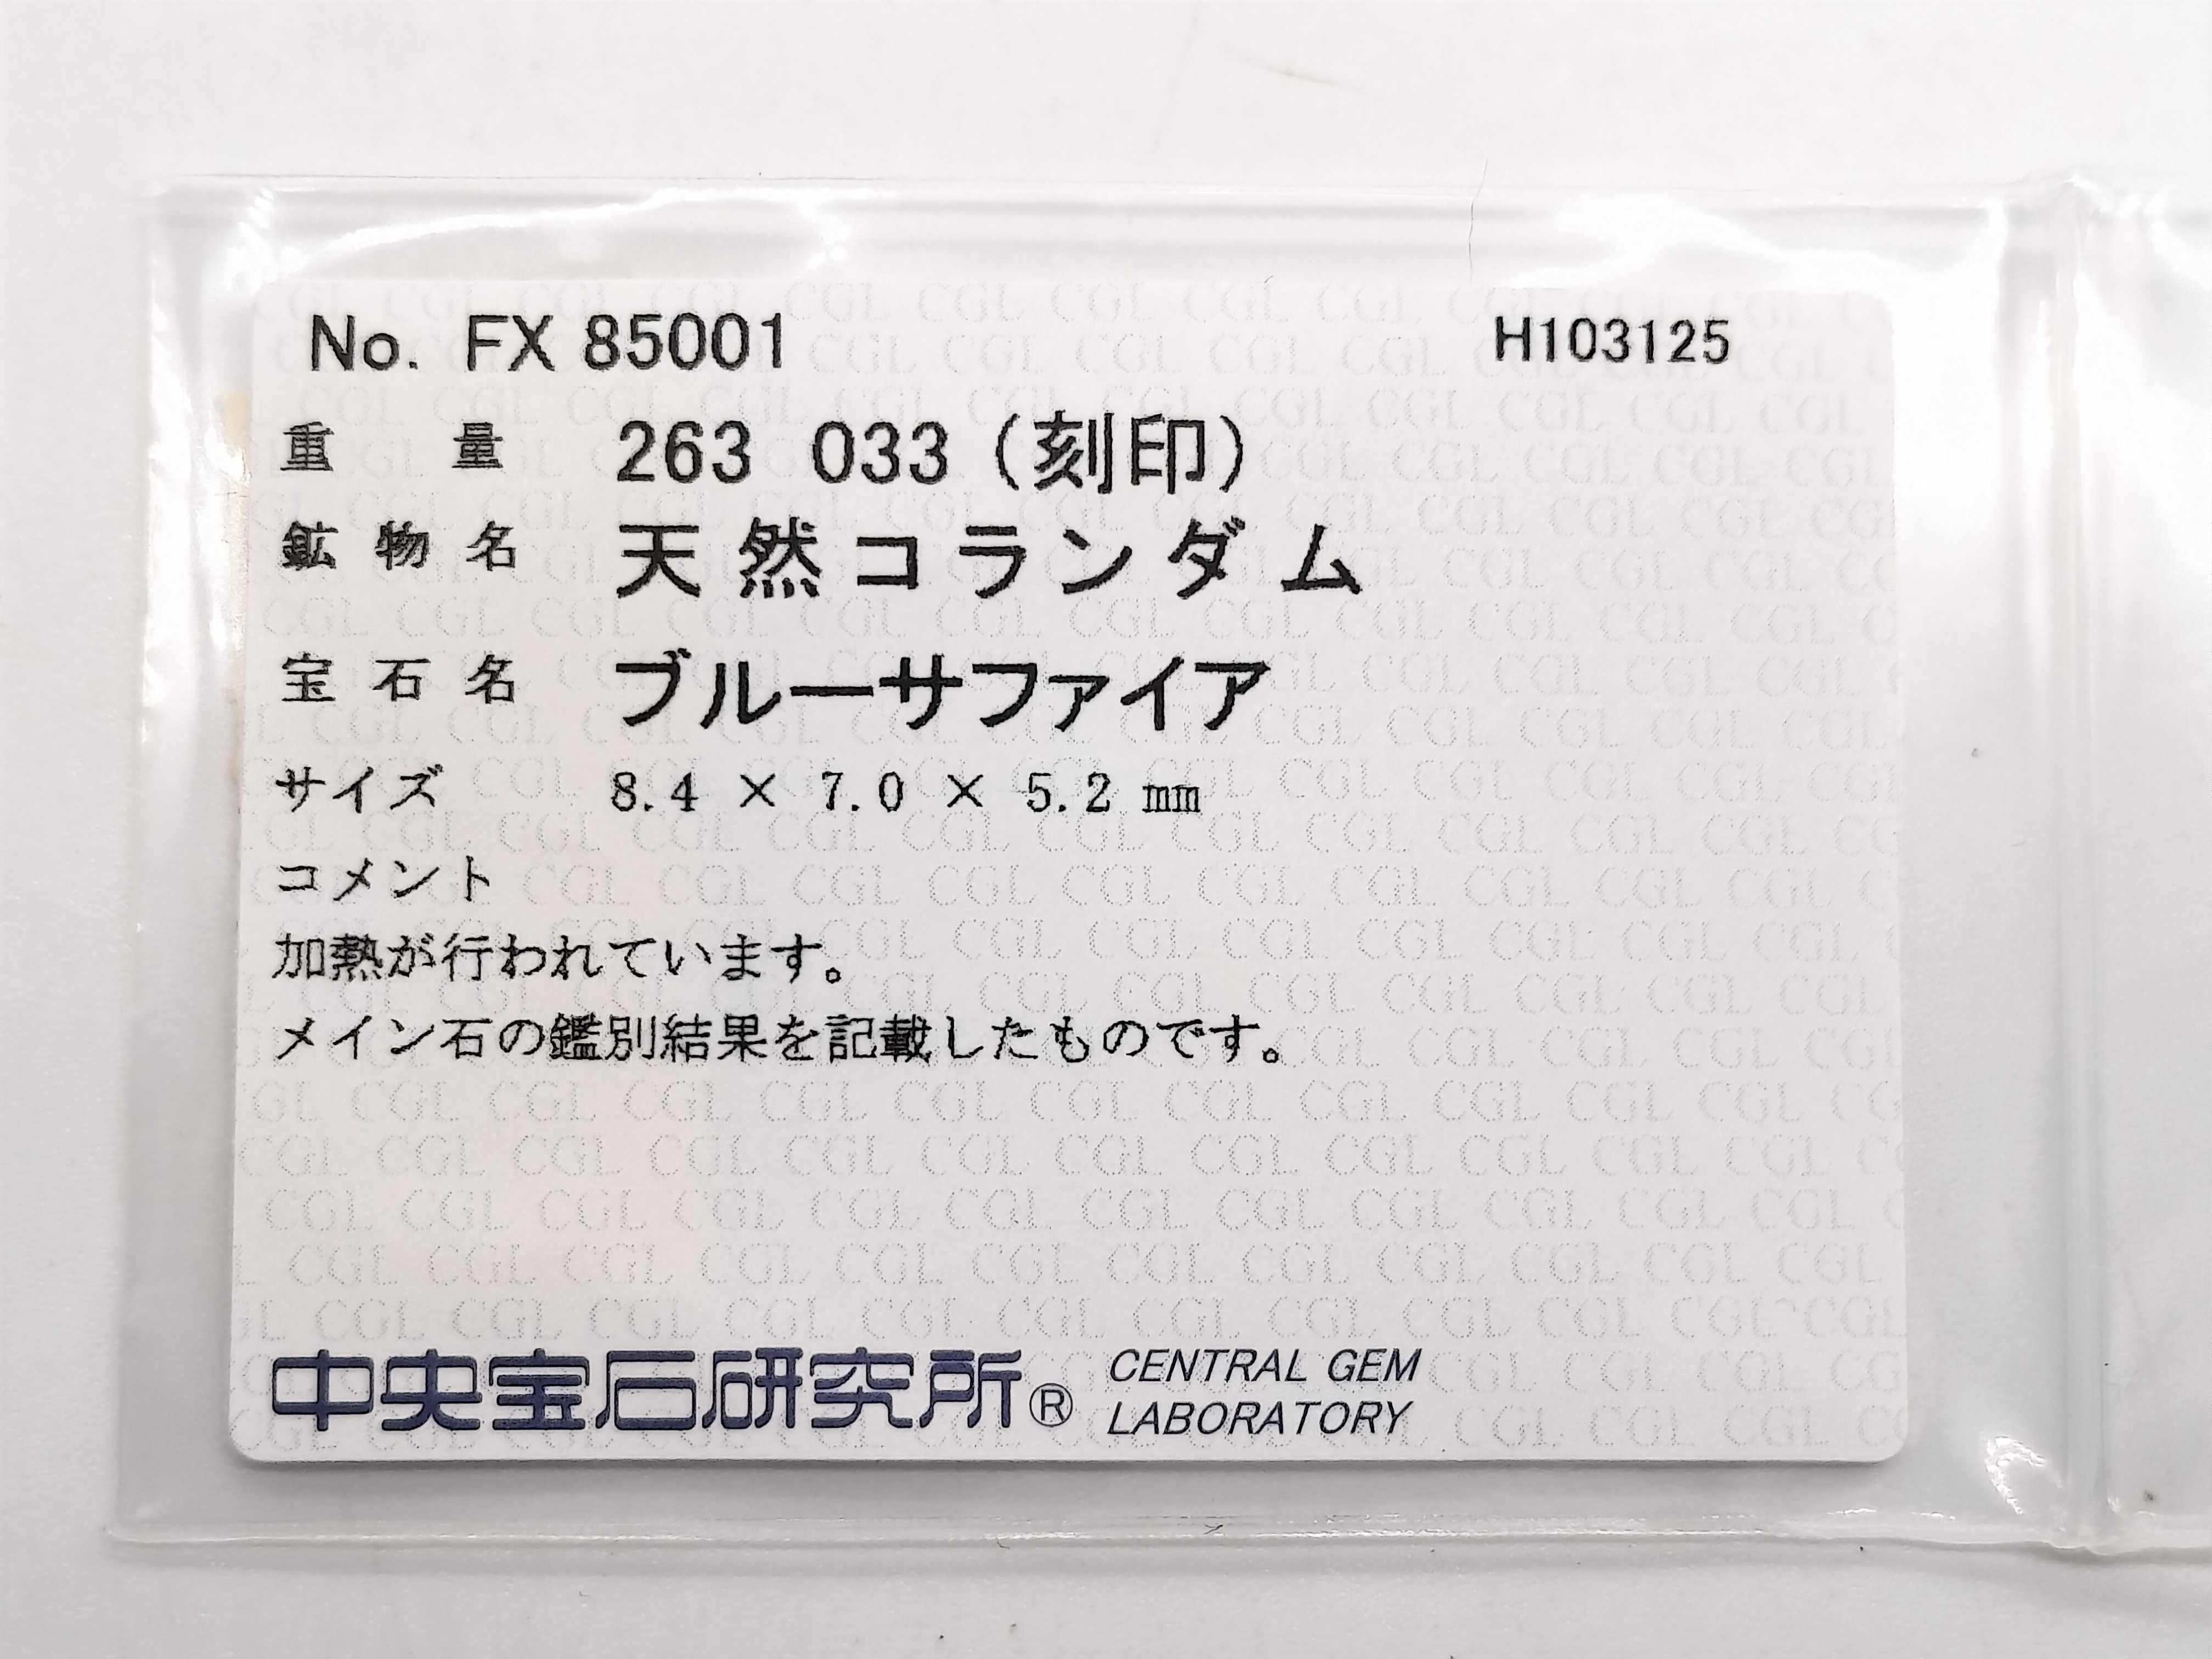 No. FX 85001 H103125
重量 263 033 (刻印)
鉱物名 天然コランダム
宝石名 ブルーサファイア
サイズ 8.4 × 7.0 × 5.2 mm
コメント
加熱が行われています。
メイン石の鑑別結果を記載したものです。
中央宝石研究所® CENTRAL GEM
LABORATORY